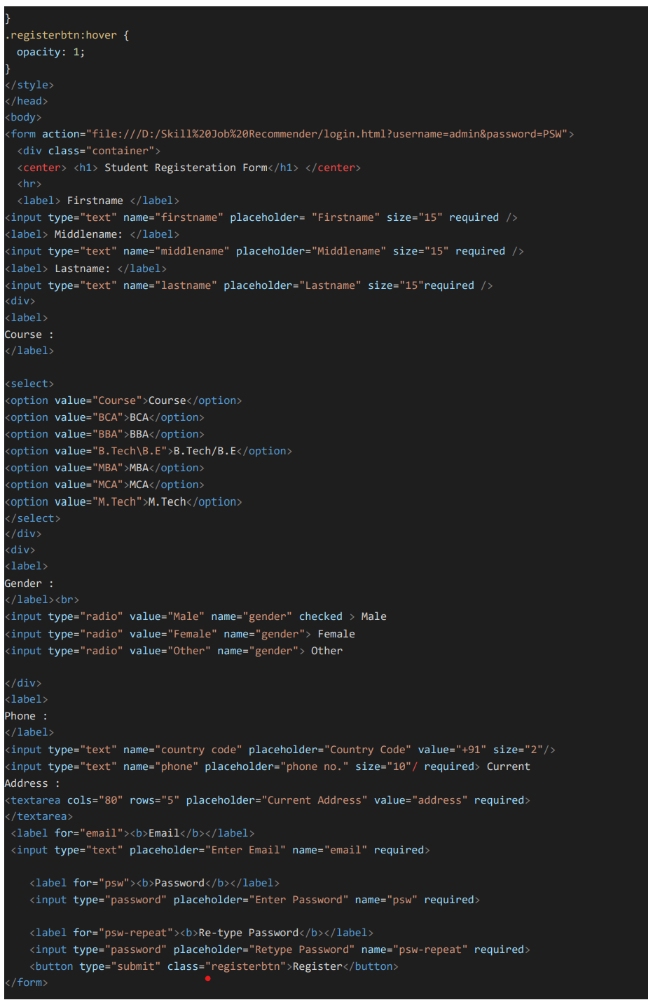 }
.registerbtn:hover {
  opacity: 1;
}
</style>
</head>
<body>
<form action="file:///D:/Skill%20Job%20Recommender/login.html?username=admin&password=PSW">
  <div class="container">
  <center> <h1> Student Registeration Form</h1> </center>
  <hr>
  <label> Firstname </label>
<input type="text" name="firstname" placeholder= "Firstname" size="15" required />
<label> Middlename: </label>
<input type="text" name="middlename" placeholder="Middlename" size="15" required />
<label> Lastname: </label>
<input type="text" name="lastname" placeholder="Lastname" size="15"required />
<div>
<label>
Course :
</label>

<select>
<option value="Course">Course</option>
<option value="BCA">BCA</option>
<option value="BBA">BBA</option>
<option value="B.Tech\B.E">B.Tech/B.E</option>
<option value="MBA">MBA</option>
<option value="MCA">MCA</option>
<option value="M.Tech">M.Tech</option>
</select>
</div>
<div>
<label>
Gender :
</label><br>
<input type="radio" value="Male" name="gender" checked > Male
<input type="radio" value="Female" name="gender"> Female
<input type="radio" value="Other" name="gender"> Other

</div>
<label>
Phone :
</label>
<input type="text" name="country code" placeholder="Country Code" value="+91" size="2"/>
<input type="text" name="phone" placeholder="phone no." size="10"/ required> Current
Address :
<textarea cols="80" rows="5" placeholder="Current Address" value="address" required>
</textarea>
 <label for="email"><b>Email</b></label>
 <input type="text" placeholder="Enter Email" name="email" required>

    <label for="psw"><b>Password</b></label>
    <input type="password" placeholder="Enter Password" name="psw" required>

    <label for="psw-repeat"><b>Re-type Password</b></label>
    <input type="password" placeholder="Retype Password" name="psw-repeat" required>
    <button type="submit" class="registerbtn">Register</button>
</form>